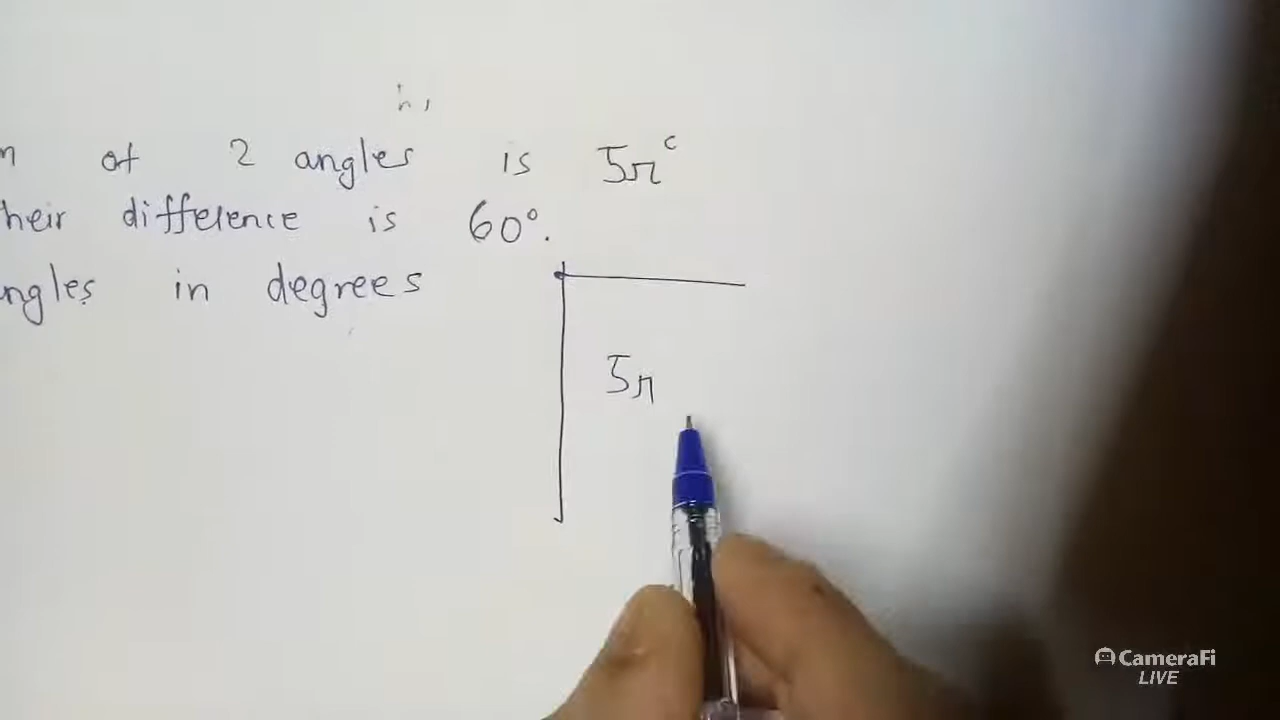 of 2 angles is 5π^c
heir difference is 60°.
ngles in degrees
5π
CameraFi
LIVE